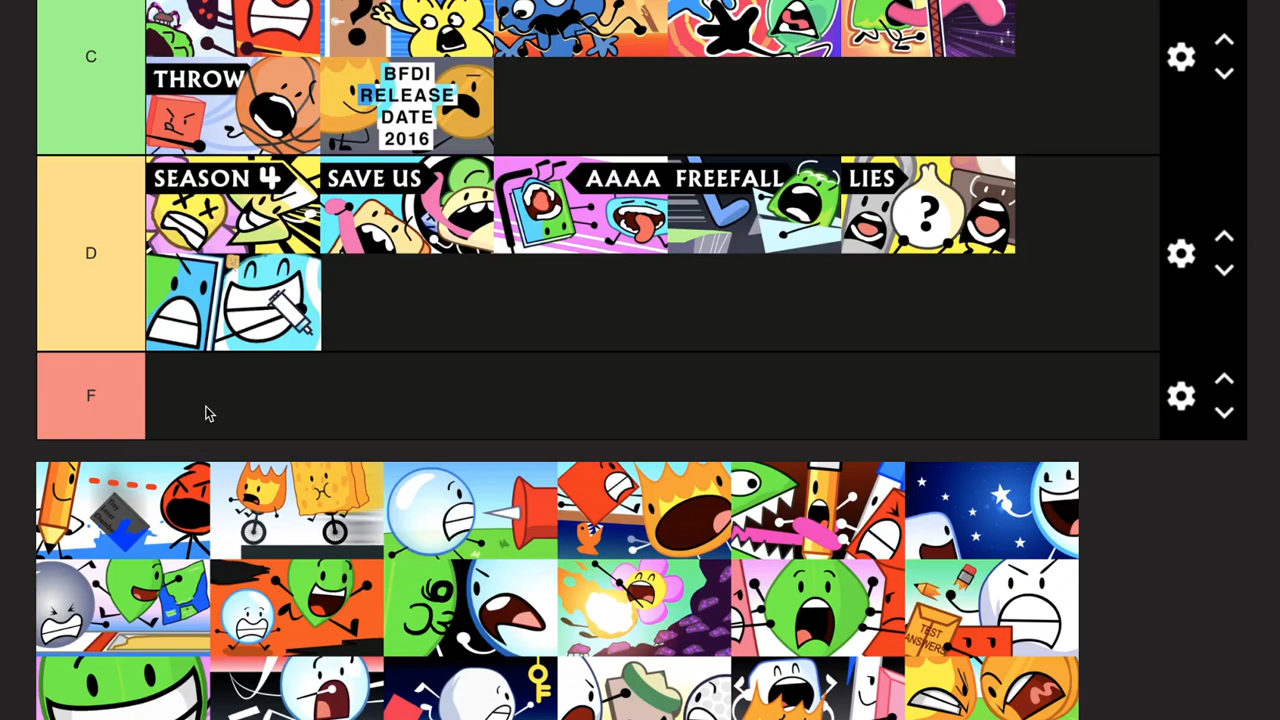 C
THROW
BFDI
RELEASE
DATE
2016
D
SEASON 4
SAVE US
AAAA
FREEFALL
LIES
?
F
TEST
ANSWERS